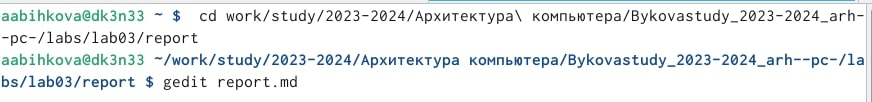 aabihkova@dk3n33 ~ $  cd work/study/2023-2024/Архитектура\ компьютера/Bykovastudy_2023-2024_arh-
-pc-/labs/lab03/report
aabihkova@dk3n33 ~/work/study/2023-2024/Архитектура компьютера/Bykovastudy_2023-2024_arh--pc-/la
bs/lab03/report $ gedit report.md